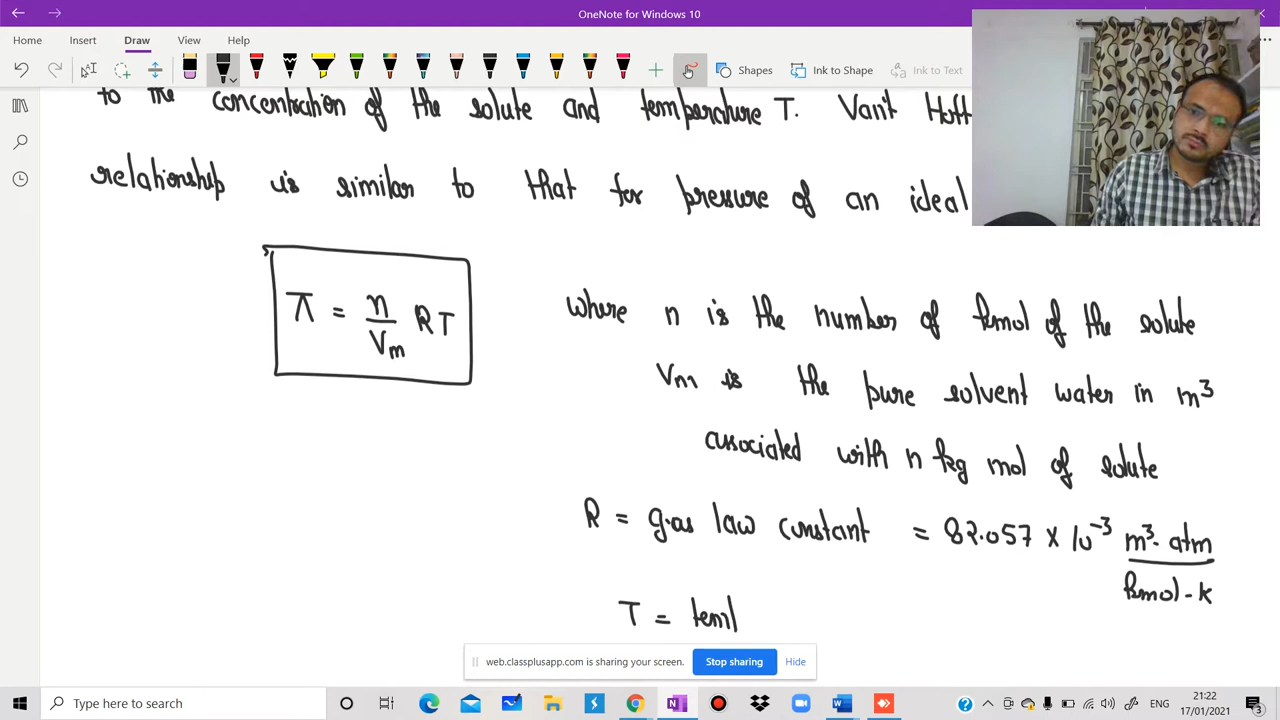 OneNote for Windows 10
Home Insert Draw View Help
Shapes Ink to Shape Ink to Text
to the concentration of the solute and temperature T. Van't Hoff
relationship is similar to that for pressure of an ideal
π = n/Vm RT
where n is the number of kmol of the solute
Vm is the pure solvent water in m³
associated with n kg mol of solute
R = gas law constant = 82.057 × 10⁻³ m³. atm / kmol - K
T = tem
web.classplusapp.com is sharing your screen. Stop sharing Hide
Type here to search
ENG 21:22
17/01/2021
3